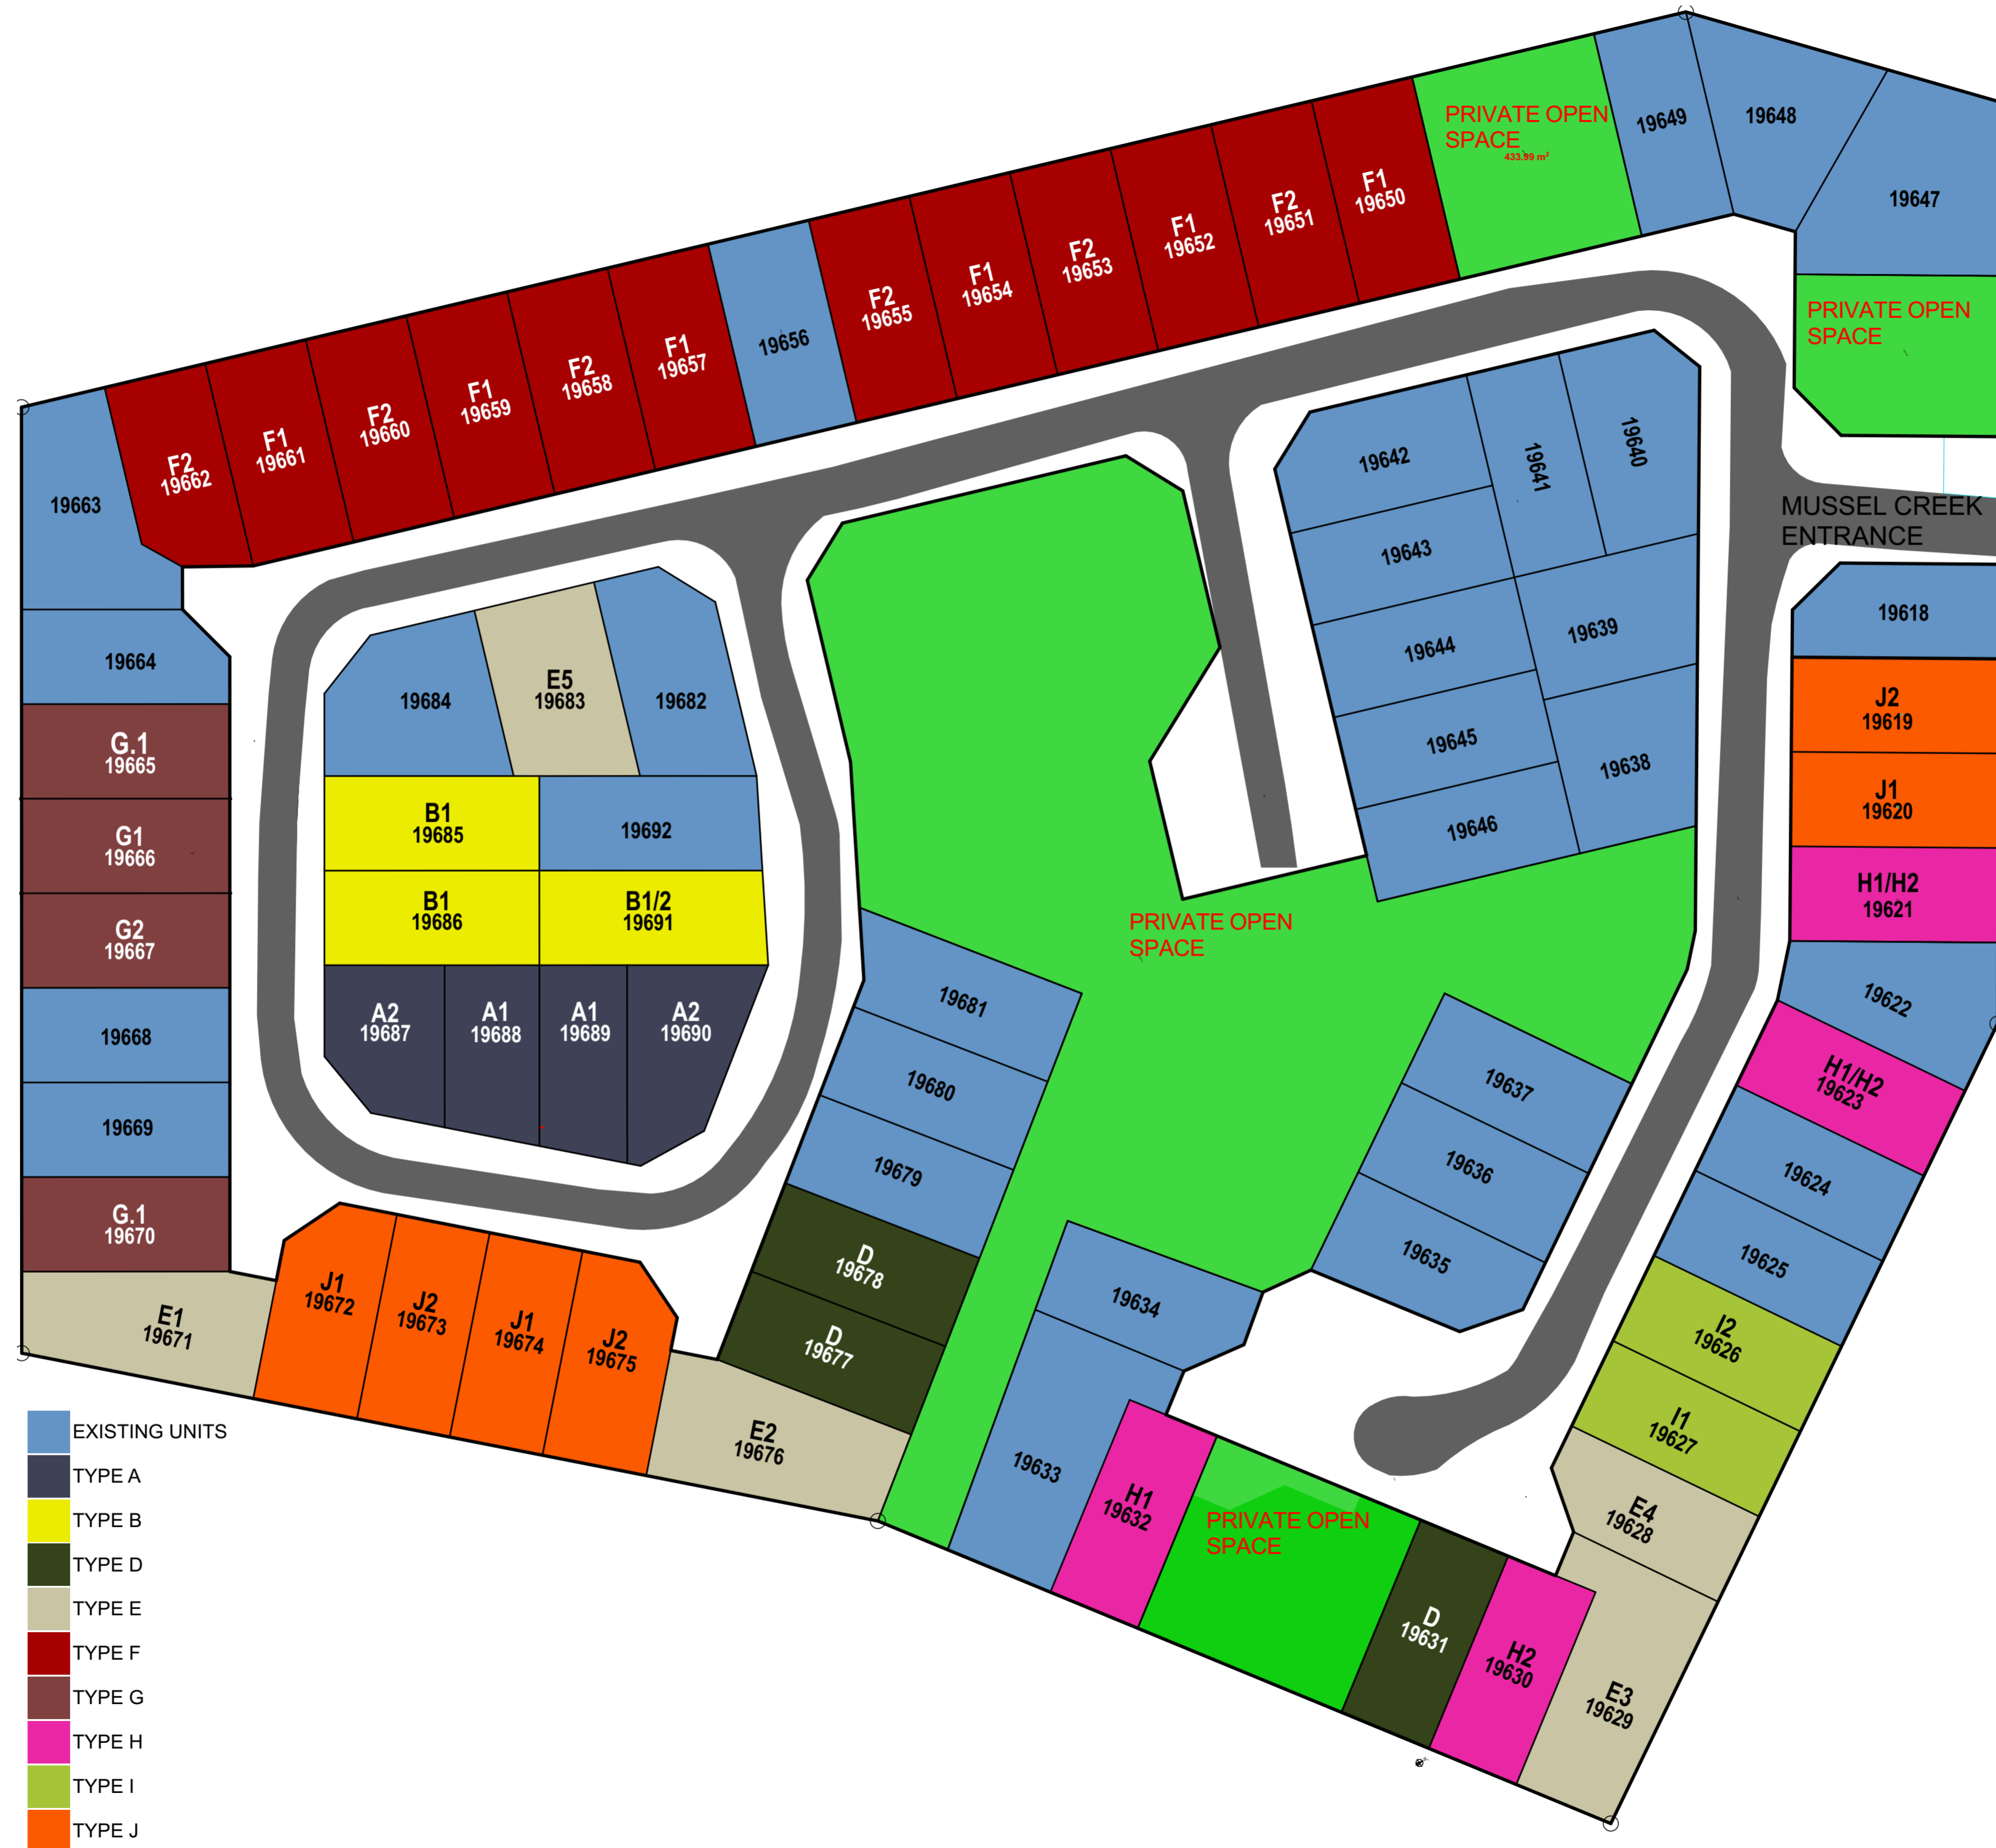 PRIVATE OPEN
SPACE
433.99 m²
19649
19648
19647
F1
19650
F2
19651
F1
19652
F2
19653
F1
19654
F2
19655
19656
F1
19657
F2
19658
F1
19659
F2
19660
F1
19661
F2
19662
19663
PRIVATE OPEN
SPACE
19642
19641
19640
19643
19644
19639
19645
19638
19646
MUSSEL CREEK
ENTRANCE
19618
J2
19619
J1
19620
H1/H2
19621
19622
H1/H2
19623
19624
19625
I2
19626
I1
19627
E4
19628
E3
19629
H2
19630
D
19631
PRIVATE OPEN
SPACE
H1
19632
19633
19634
19635
19636
19637
PRIVATE OPEN
SPACE
19664
G.1
19665
G1
19666
G2
19667
19668
19669
G.1
19670
E1
19671
J1
19672
J2
19673
J1
19674
J2
19675
E2
19676
D
19677
D
19678
19679
19680
19681
19684
E5
19683
19682
B1
19685
19692
B1
19686
B1/2
19691
A2
19687
A1
19688
A1
19689
A2
19690
EXISTING UNITS
TYPE A
TYPE B
TYPE D
TYPE E
TYPE F
TYPE G
TYPE H
TYPE I
TYPE J